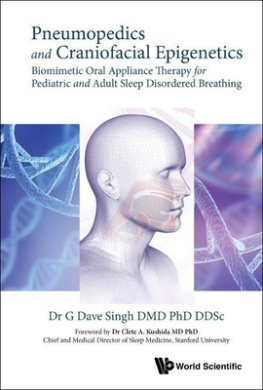 Pneumopedics
and Craniofacial Epigenetics
Biomimetic Oral Appliance Therapy for
Pediatric and Adult Sleep Disordered Breathing
Dr G Dave Singh DMD PhD DDSc
Foreword by Dr Clete A. Kushida MD PhD
Chief and Medical Director of Sleep Medicine, Stanford University
World Scientific